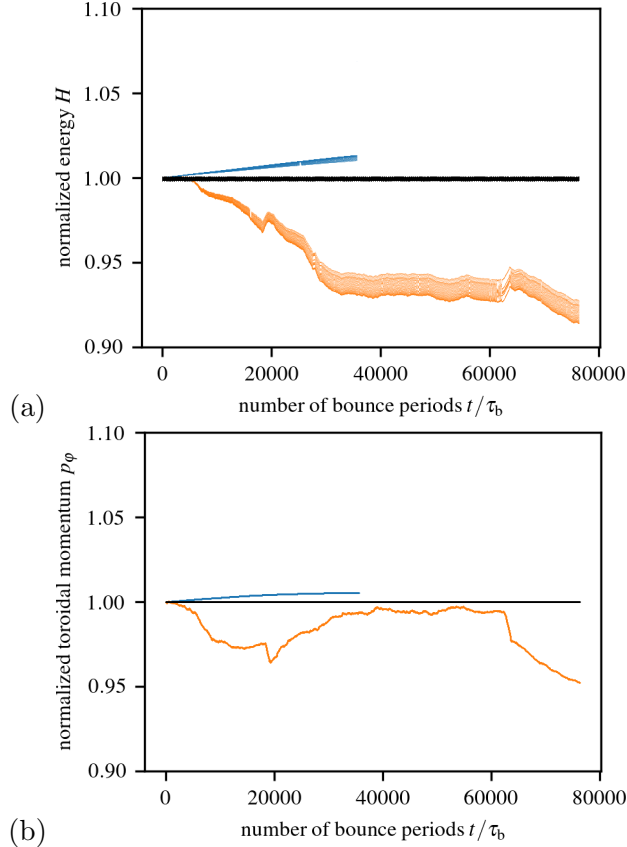 1.10
1.05
1.00
0.95
0.90
normalized energy H
0 20000 40000 60000 80000
number of bounce periods t/τb
(a)
1.10
1.05
1.00
0.95
0.90
normalized toroidal momentum pφ
0 20000 40000 60000 80000
number of bounce periods t/τb
(b)